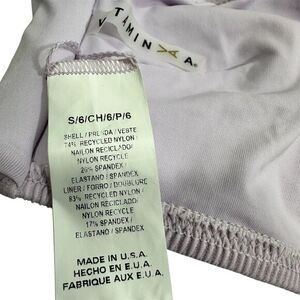 VITAMIN A.
S/6/CH/6/P/6
SHELL / PRENDA / VESTE
74% RECYCLED NYLON /
NAILON RECICLADO/
NYLON RECYCLE
26% SPANDEX/
ELASTANO / SPANDEX
LINER / FORRO / DOUBLURE
83% RECYCLED NYLON/
NAILON RECICLADO/
NYLON RECYCLE
17% SPANDEX/
ELASTANO / SPANDEX
MADE IN U.S.A.
HECHO EN E.U.A.
FABRIQUE AUX E.U.A.